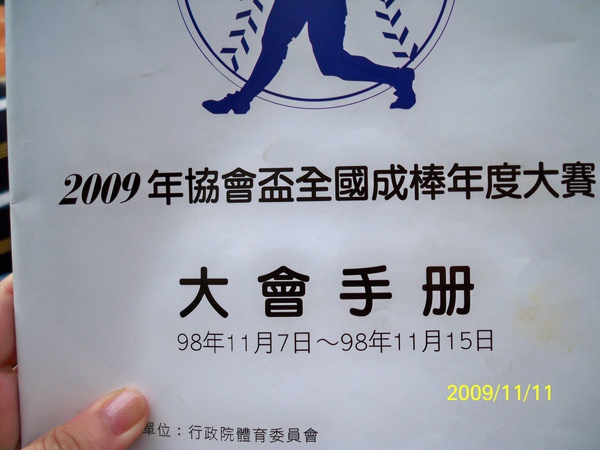 2009年協會盃全國成棒年度大賽
大會手册
98年11月7日～98年11月15日
2009/11/11
單位：行政院體育委員會